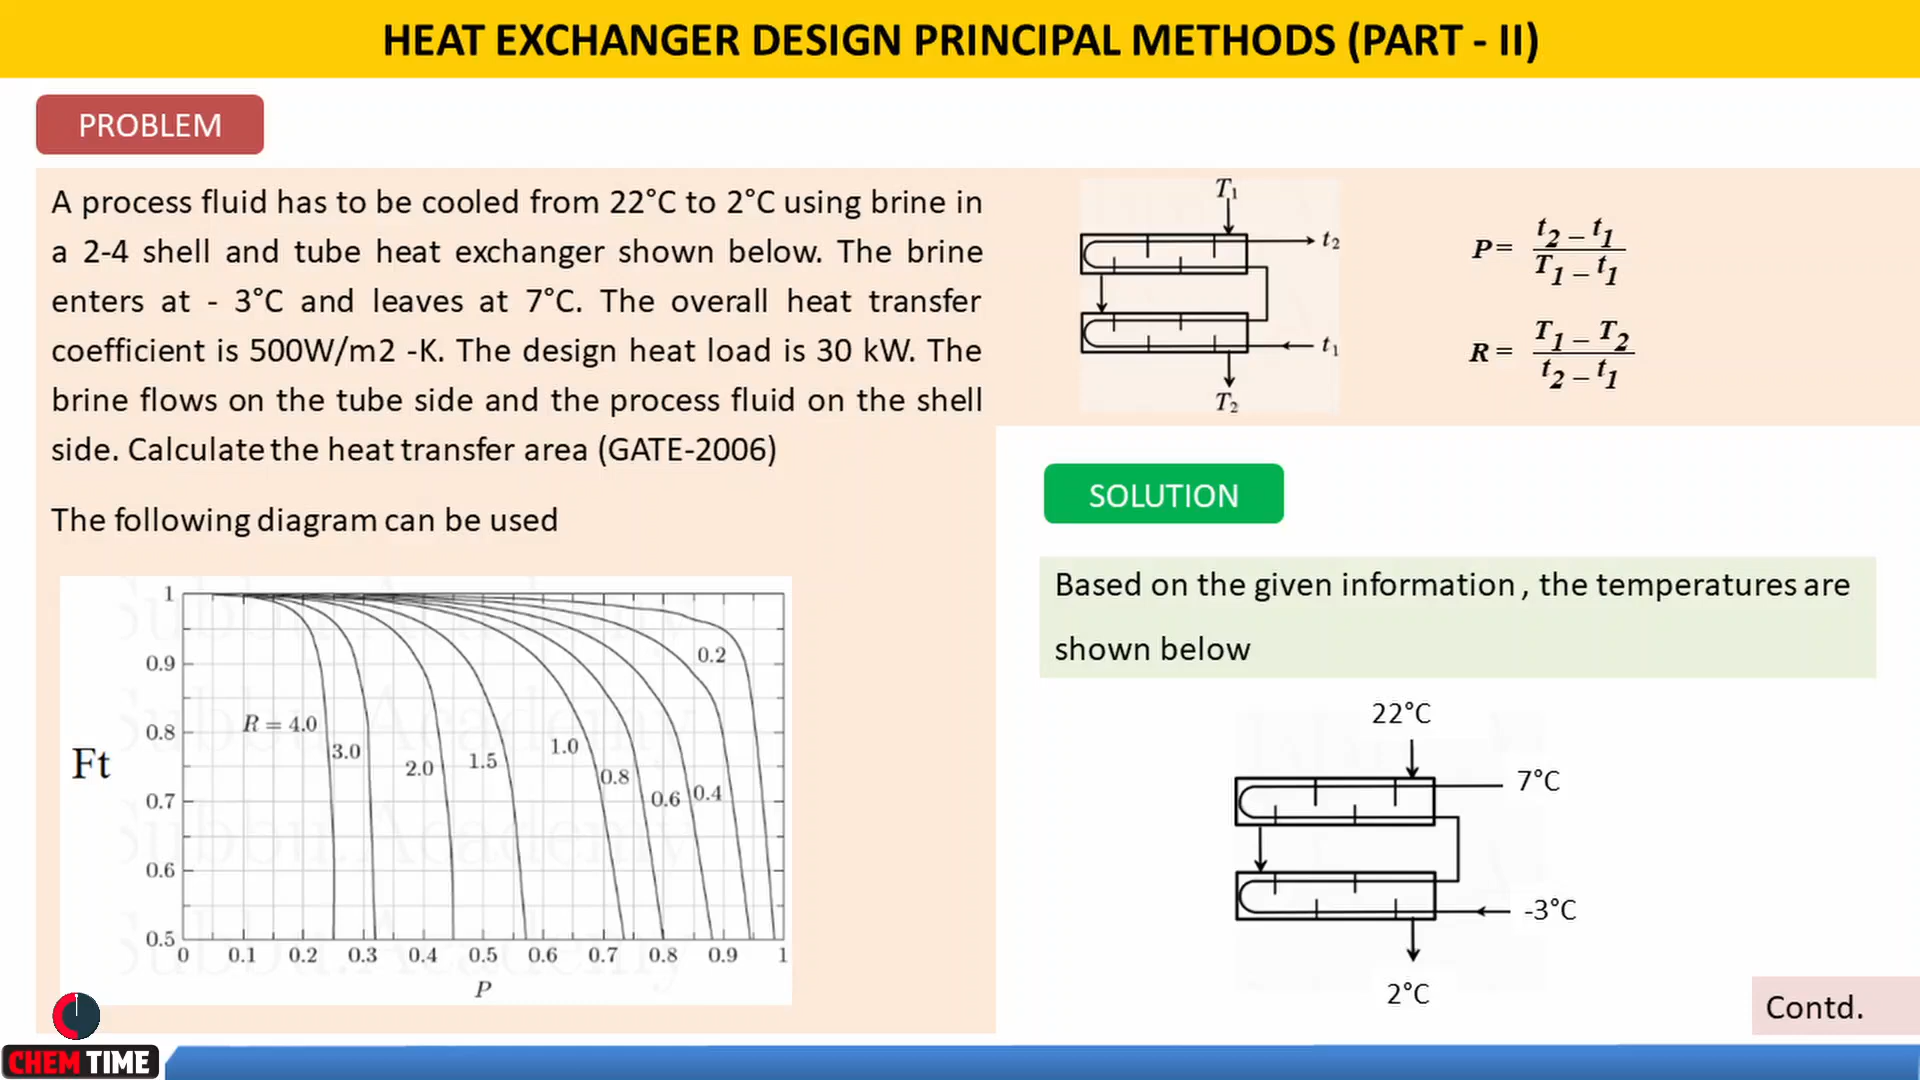 HEAT EXCHANGER DESIGN PRINCIPAL METHODS (PART - II)
PROBLEM
A process fluid has to be cooled from 22°C to 2°C using brine in
a 2-4 shell and tube heat exchanger shown below. The brine
enters at - 3°C and leaves at 7°C. The overall heat transfer
coefficient is 500W/m2 -K. The design heat load is 30 kW. The
brine flows on the tube side and the process fluid on the shell
side. Calculate the heat transfer area (GATE-2006)
The following diagram can be used
1
0.9
0.8
0.7
0.6
0.5
Ft
R = 4.0
3.0
2.0
1.5
1.0
0.8
0.6
0.4
0.2
0 0.1 0.2 0.3 0.4 0.5 0.6 0.7 0.8 0.9 1
P
T1
t2
t1
T2
P = t2 - t1
T1 - t1
R = T1 - T2
t2 - t1
SOLUTION
Based on the given information, the temperatures are
shown below
22°C
7°C
-3°C
2°C
Contd.
CHEM TIME